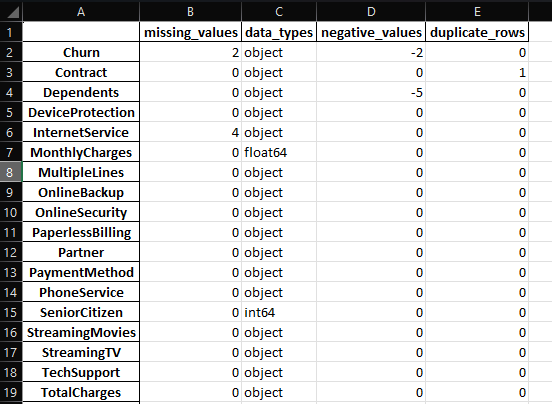 A B C D E
1 missing_values data_types negative_values duplicate_rows
2 Churn 2 object -2 0
3 Contract 0 object 0 1
4 Dependents 0 object -5 0
5 DeviceProtection 0 object 0 0
6 InternetService 4 object 0 0
7 MonthlyCharges 0 float64 0 0
8 MultipleLines 0 object 0 0
9 OnlineBackup 0 object 0 0
10 OnlineSecurity 0 object 0 0
11 PaperlessBilling 0 object 0 0
12 Partner 0 object 0 0
13 PaymentMethod 0 object 0 0
14 PhoneService 0 object 0 0
15 SeniorCitizen 0 int64 0 0
16 StreamingMovies 0 object 0 0
17 StreamingTV 0 object 0 0
18 TechSupport 0 object 0 0
19 TotalCharges 0 object 0 0